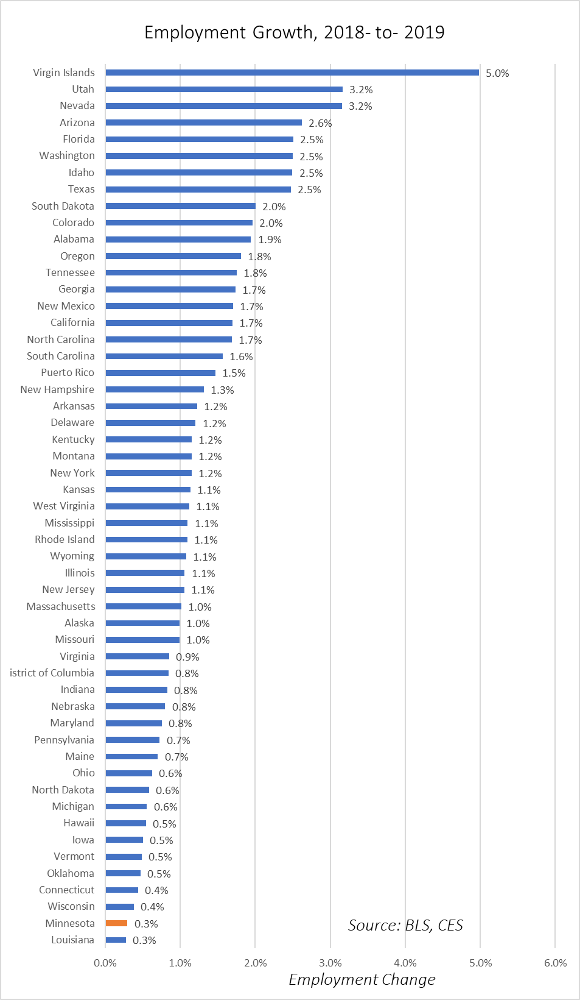 Employment Growth, 2018- to- 2019
Virgin Islands 5.0%
Utah 3.2%
Nevada 3.2%
Arizona 2.6%
Florida 2.5%
Washington 2.5%
Idaho 2.5%
Texas 2.5%
South Dakota 2.0%
Colorado 2.0%
Alabama 1.9%
Oregon 1.8%
Tennessee 1.8%
Georgia 1.7%
New Mexico 1.7%
California 1.7%
North Carolina 1.7%
South Carolina 1.6%
Puerto Rico 1.5%
New Hampshire 1.3%
Arkansas 1.2%
Delaware 1.2%
Kentucky 1.2%
Montana 1.2%
New York 1.2%
Kansas 1.1%
West Virginia 1.1%
Mississippi 1.1%
Rhode Island 1.1%
Wyoming 1.1%
Illinois 1.1%
New Jersey 1.1%
Massachusetts 1.0%
Alaska 1.0%
Missouri 1.0%
Virginia 0.9%
istrict of Columbia 0.8%
Indiana 0.8%
Nebraska 0.8%
Maryland 0.8%
Pennsylvania 0.7%
Maine 0.7%
Ohio 0.6%
North Dakota 0.6%
Michigan 0.6%
Hawaii 0.5%
Iowa 0.5%
Vermont 0.5%
Oklahoma 0.5%
Connecticut 0.4%
Wisconsin 0.4%
Minnesota 0.3%
Source: BLS, CES
Louisiana 0.3%
0.0% 1.0% 2.0% 3.0% 4.0% 5.0% 6.0%
Employment Change